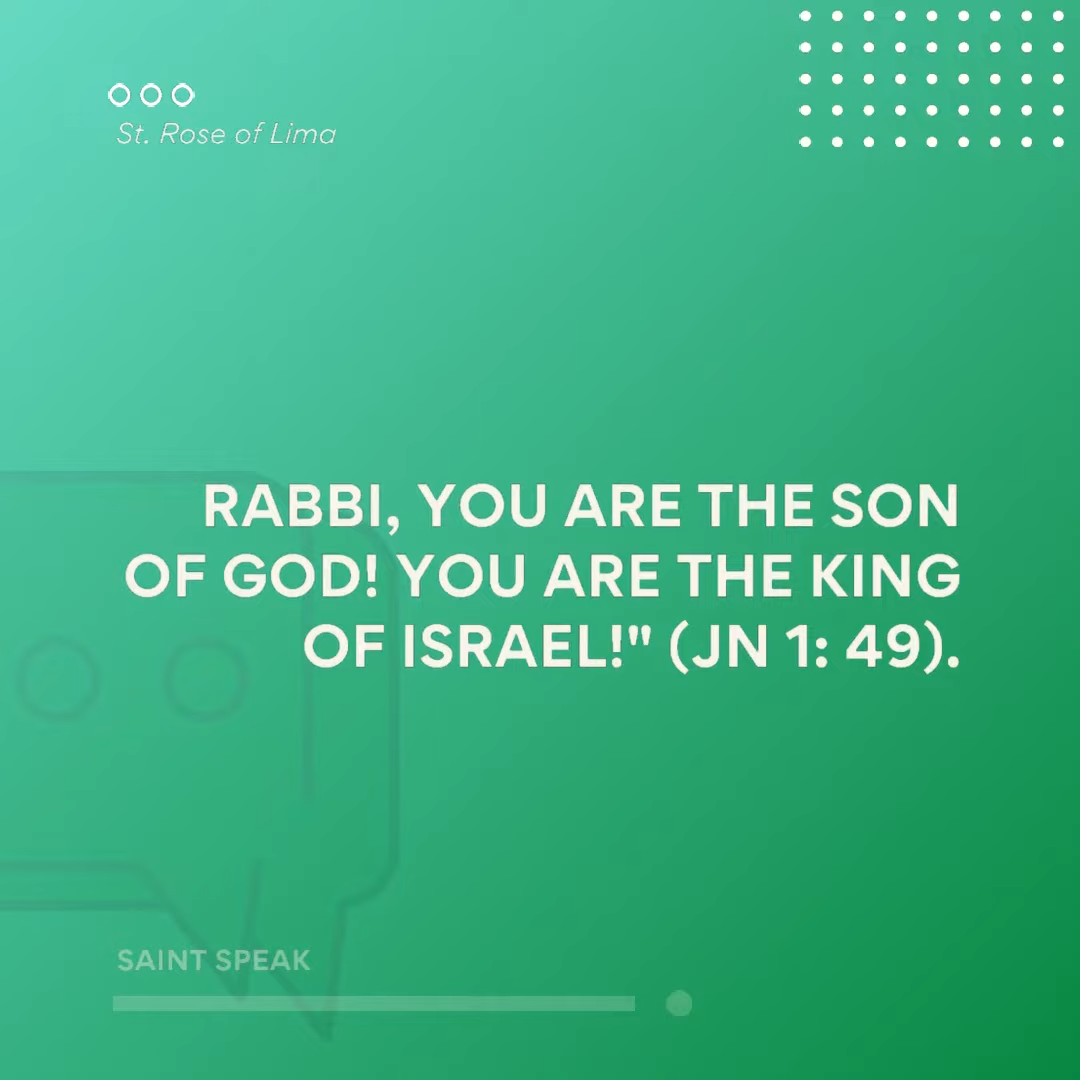 St. Rose of Lima
RABBI, YOU ARE THE SON
OF GOD! YOU ARE THE KING
OF ISRAEL!" (JN 1: 49).
SAINT SPEAK